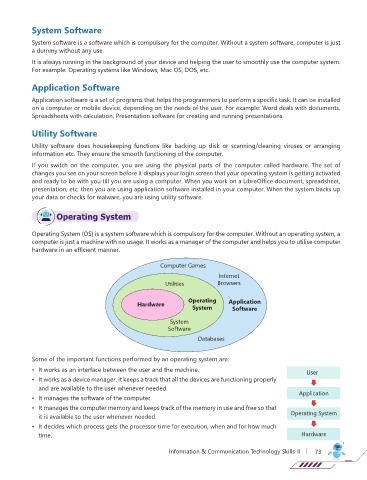 System Software
System software is a software which is compulsory for the computer. Without a system software, computer is just
a dummy without any use.
It is always running in the background of your device and helping the user to smoothly use the computer system.
For example: Operating systems like Windows, Mac OS, DOS, etc.
Application Software
Application software is a set of programs that helps the programmers to perform a specific task. It can be installed
on a computer or mobile device, depending on the needs of the user. For example: Word deals with documents,
Spreadsheets with calculation, Presentation software for creating and running presentations.
Utility Software
Utility software does housekeeping functions like backing up disk or scanning/cleaning viruses or arranging
information etc. They ensure the smooth functioning of the computer.
If you switch on the computer, you are using the physical parts of the computer called hardware. The set of
changes you see on your screen before it displays your login screen that your operating system is getting activated
and ready to be with you till you are using a computer. When you work on a LibreOffice document, spreadsheet,
presentation, etc. then you are using application software installed in your computer. When the system backs up
your data or checks for malware, you are using utility software.
Operating System
Operating System (OS) is a system software which is compulsory for the computer. Without an operating system, a
computer is just a machine with no usage. It works as a manager of the computer and helps you to utilise computer
hardware in an efficient manner.
Computer Games
Internet
Browsers
Utilities
Hardware
Operating
System
Application
Software
System
Software
Databases
Some of the important functions performed by an operating system are:
• It works as an interface between the user and the machine.
• It works as a device manager. It keeps a track that all the devices are functioning properly
and are available to the user whenever needed.
• It manages the software of the computer.
• It manages the computer memory and keeps track of the memory in use and free so that
it is available to the user whenever needed.
• It decides which process gets the processor time for execution, when and for how much
time.
User
Application
Operating System
Hardware
Information & Communication Technology Skills-II | 73